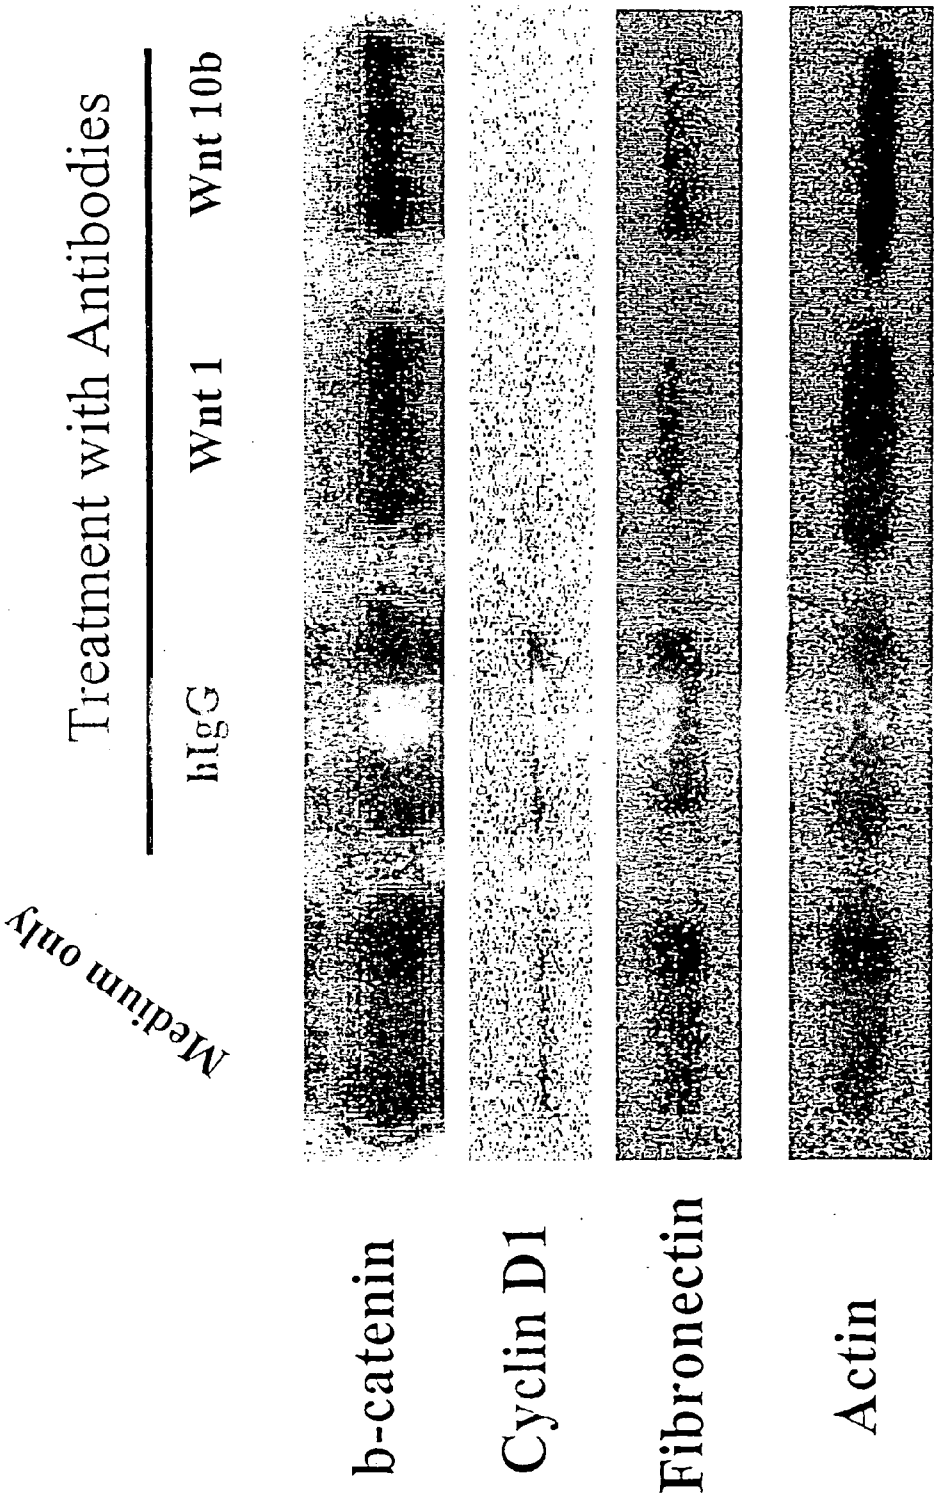 Treatment with Antibodies
Medium only
hIgG
Wnt 1
Wnt 10b
b-catenin
Cyclin D1
Fibronectin
Actin